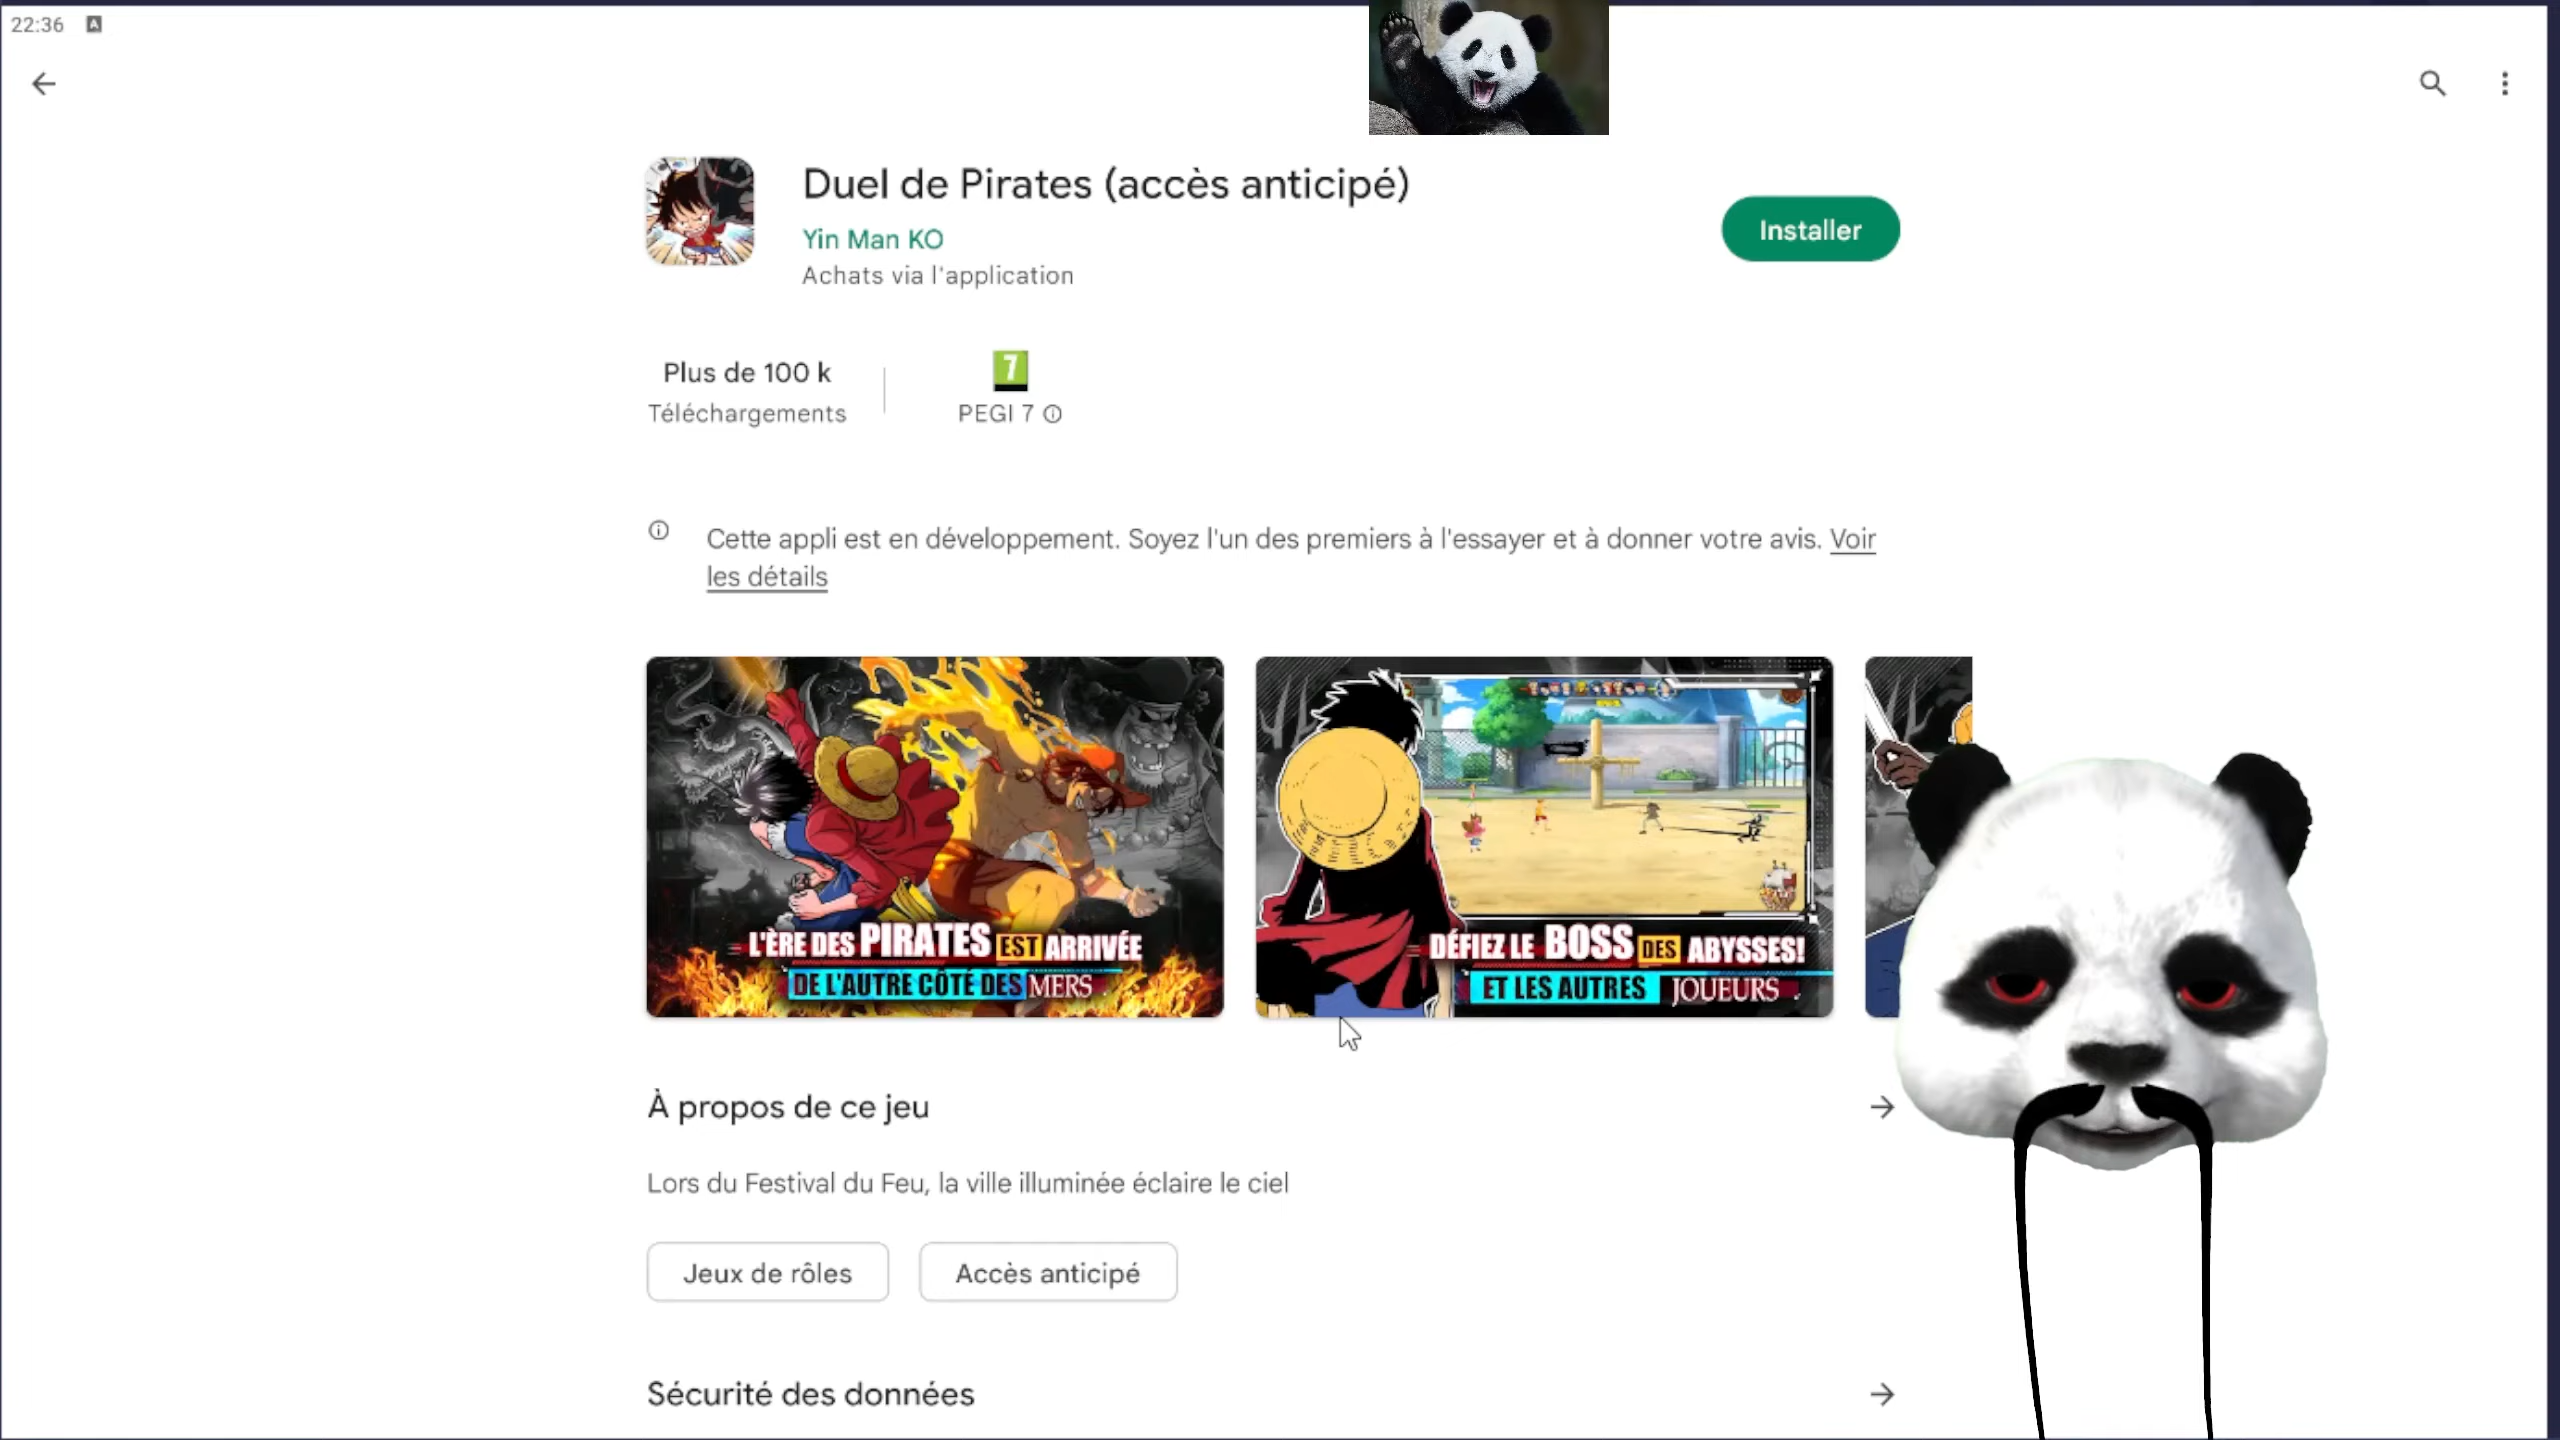 22:36
Duel de Pirates (accès anticipé)
Yin Man KO
Achats via l'application
Installer
Plus de 100 k
Téléchargements
7
PEGI 7
Cette appli est en développement. Soyez l'un des premiers à l'essayer et à donner votre avis. Voir
les détails
L'ÈRE DES PIRATES EST ARRIVÉE
DE L'AUTRE CÔTÉ DES MERS
DÉFIEZ LE BOSS DES ABYSSES!
ET LES AUTRES JOUEURS
À propos de ce jeu
Lors du Festival du Feu, la ville illuminée éclaire le ciel
Jeux de rôles
Accès anticipé
Sécurité des données